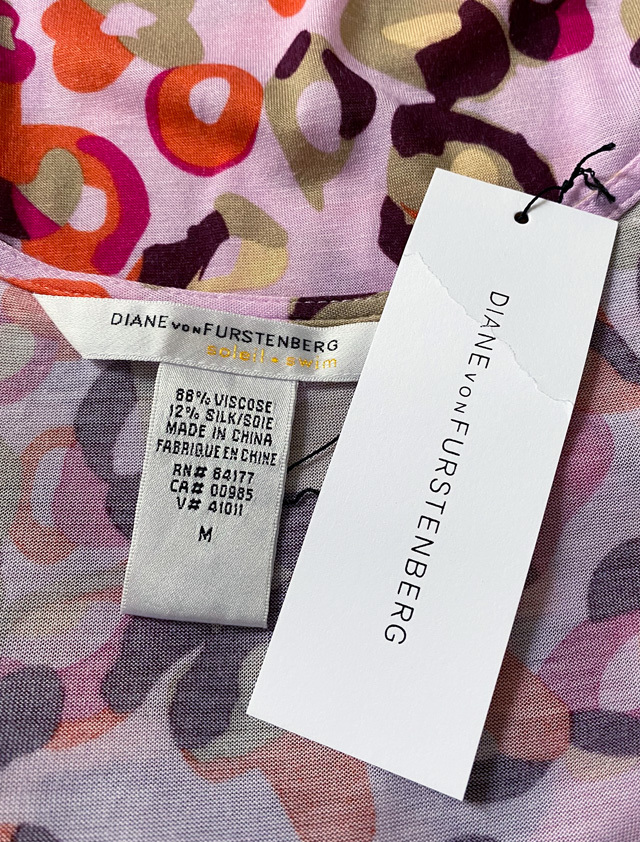 DIANE VON FURSTENBERG
soleil • swim
88% VISCOSE
12% SILK/SOIE
MADE IN CHINA
FABRIQUE EN CHINE
RN# 84177
CA# 00985
V# 41011
M
DIANE VON FURSTENBERG